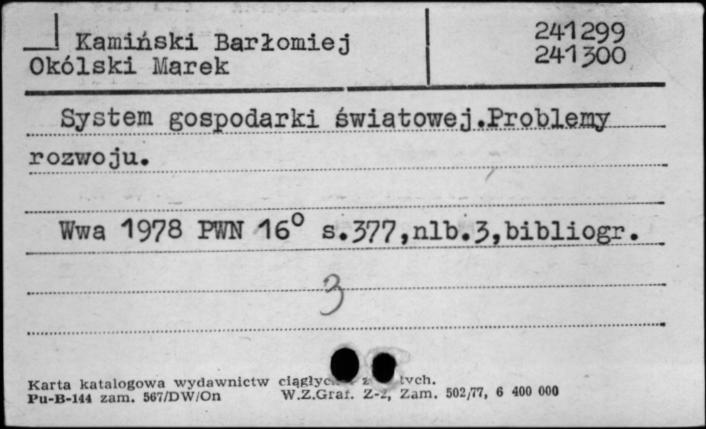 Kamiński Barłomiej 241299
Okólski Marek 241300
System gospodarki światowej.Problemy
rozwoju.
Wwa 1978 PWN 16° s.377,nlb.3,bibliogr.
3
Karta katalogowa wydawnictw
Pu-B-144 zam. 567/DW/On W.Z.Graf. Z-2, Zam. 502/77, 6 400 000